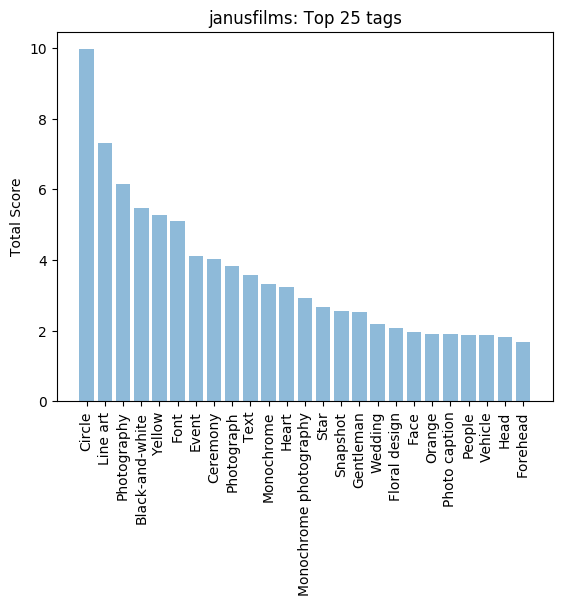 janusfilms: Top 25 tags
Total Score
10
8
6
4
2
0
Circle
Line art
Photography
Black-and-white
Yellow
Font
Event
Ceremony
Photograph
Text
Monochrome
Heart
Monochrome photography
Star
Snapshot
Gentleman
Wedding
Floral design
Face
Orange
Photo caption
People
Vehicle
Head
Forehead